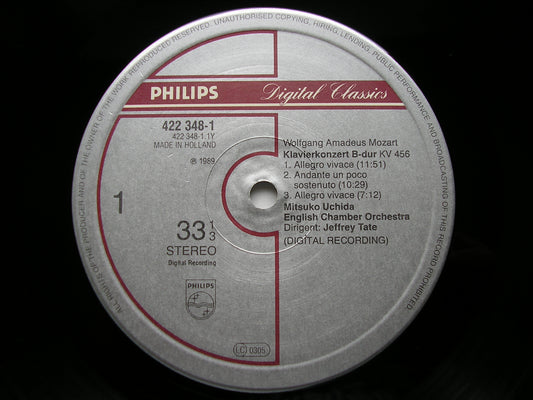 ALL RIGHTS OF THE PRODUCER AND OF THE OWNER OF THE WORK REPRODUCED RESERVED. UNAUTHORISED COPYING, HIRING, LENDING, PUBLIC PERFORMANCE AND BROADCASTING OF THIS RECORD PROHIBITED.
PHILIPS
Digital Classics
422 348-1
422 348-1.1Y
MADE IN HOLLAND
℗ 1989
1
33 1/3
STEREO
Digital Recording
PHILIPS
Wolfgang Amadeus Mozart
Klavierkonzert B-dur KV 456
1. Allegro vivace (11:51)
2. Andante un poco
sostenuto (10:29)
3. Allegro vivace (7:12)
Mitsuko Uchida
English Chamber Orchestra
Dirigent: Jeffrey Tate
(DIGITAL RECORDING)
LC 0305